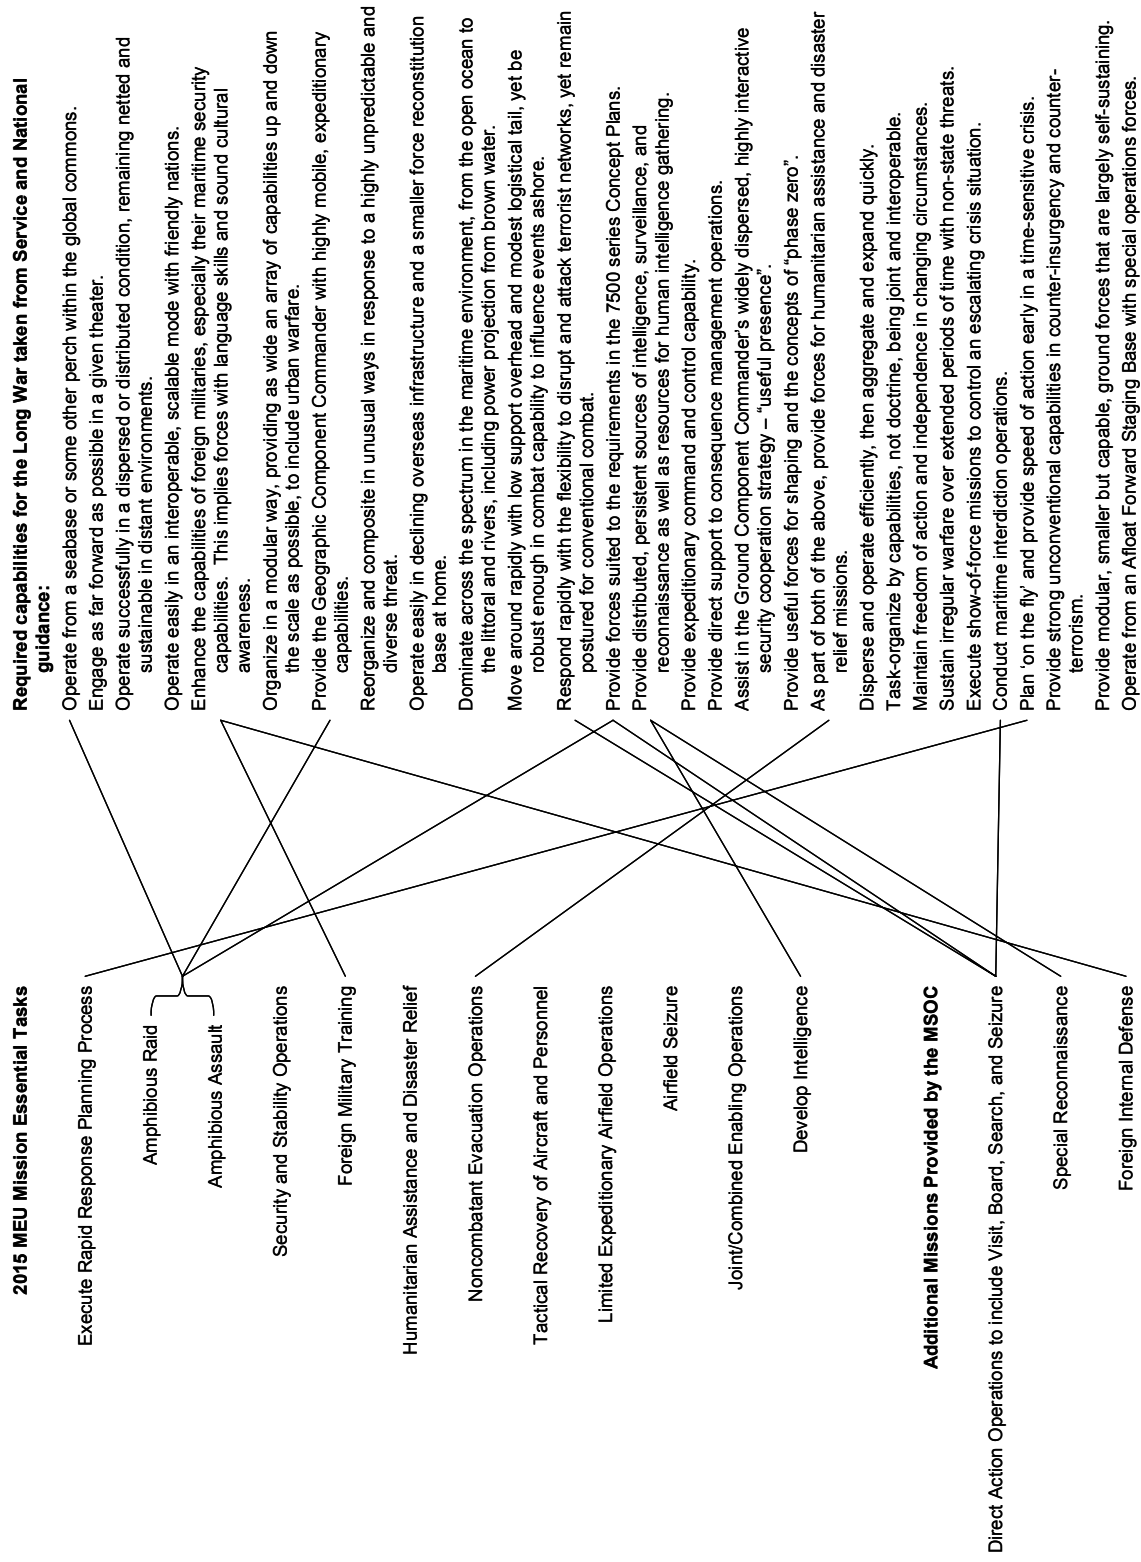 2015 MEU Mission Essential Tasks
Execute Rapid Response Planning Process
Amphibious Raid
Amphibious Assault
Security and Stability Operations
Foreign Military Training
Humanitarian Assistance and Disaster Relief
Noncombatant Evacuation Operations
Tactical Recovery of Aircraft and Personnel
Limited Expeditionary Airfield Operations
Airfield Seizure
Joint/Combined Enabling Operations
Develop Intelligence
Additional Missions Provided by the MSOC
Direct Action Operations to include Visit, Board, Search, and Seizure
Special Reconnaissance
Foreign Internal Defense
Required capabilities for the Long War taken from Service and National
guidance:
Operate from a seabase or some other perch within the global commons.
Engage as far forward as possible in a given theater.
Operate successfully in a dispersed or distributed condition, remaining netted and
sustainable in distant environments.
Operate easily in an interoperable, scalable mode with friendly nations.
Enhance the capabilities of foreign militaries, especially their maritime security
capabilities. This implies forces with language skills and sound cultural
awareness.
Organize in a modular way, providing as wide an array of capabilities up and down
the scale as possible, to include urban warfare.
Provide the Geographic Component Commander with highly mobile, expeditionary
capabilities.
Reorganize and composite in unusual ways in response to a highly unpredictable and
diverse threat.
Operate easily in declining overseas infrastructure and a smaller force reconstitution
base at home.
Dominate across the spectrum in the maritime environment, from the open ocean to
the littoral and rivers, including power projection from brown water.
Move around rapidly with low support overhead and modest logistical tail, yet be
robust enough in combat capability to influence events ashore.
Respond rapidly with the flexibility to disrupt and attack terrorist networks, yet remain
postured for conventional combat.
Provide forces suited to the requirements in the 7500 series Concept Plans.
Provide distributed, persistent sources of intelligence, surveillance, and
reconnaissance as well as resources for human intelligence gathering.
Provide expeditionary command and control capability.
Provide direct support to consequence management operations.
Assist in the Ground Component Commander's widely dispersed, highly interactive
security cooperation strategy – “useful presence”.
Provide useful forces for shaping and the concepts of “phase zero”.
As part of both of the above, provide forces for humanitarian assistance and disaster
relief missions.
Disperse and operate efficiently, then aggregate and expand quickly.
Task-organize by capabilities, not doctrine, being joint and interoperable.
Maintain freedom of action and independence in changing circumstances.
Sustain irregular warfare over extended periods of time with non-state threats.
Execute show-of-force missions to control an escalating crisis situation.
Conduct maritime interdiction operations.
Plan ‘on the fly’ and provide speed of action early in a time-sensitive crisis.
Provide strong unconventional capabilities in counter-insurgency and counter-
terrorism.
Provide modular, smaller but capable, ground forces that are largely self-sustaining.
Operate from an Afloat Forward Staging Base with special operations forces.